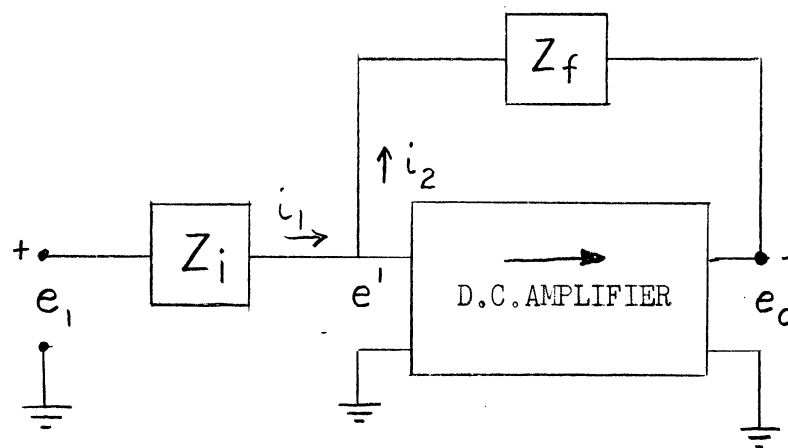 Z_f
↑ i_2
i_1 →
+
Z_i
e_1
e'
D.C. AMPLIFIER
-
e_o